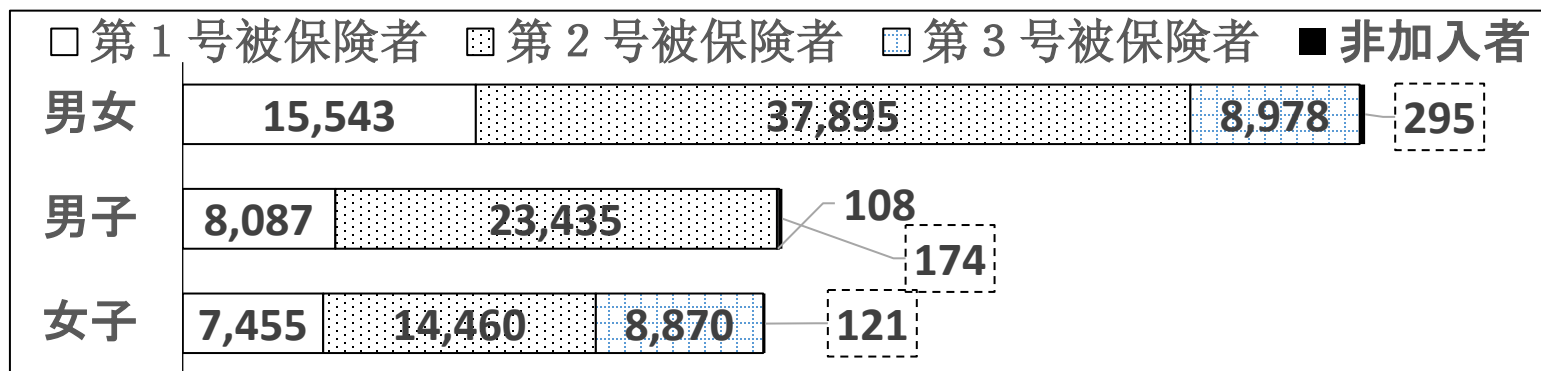 第1号被保険者 第2号被保険者 第3号被保険者 非加入者
男女 15,543 37,895 8,978 295
男子 8,087 23,435 108 174
女子 7,455 14,460 8,870 121